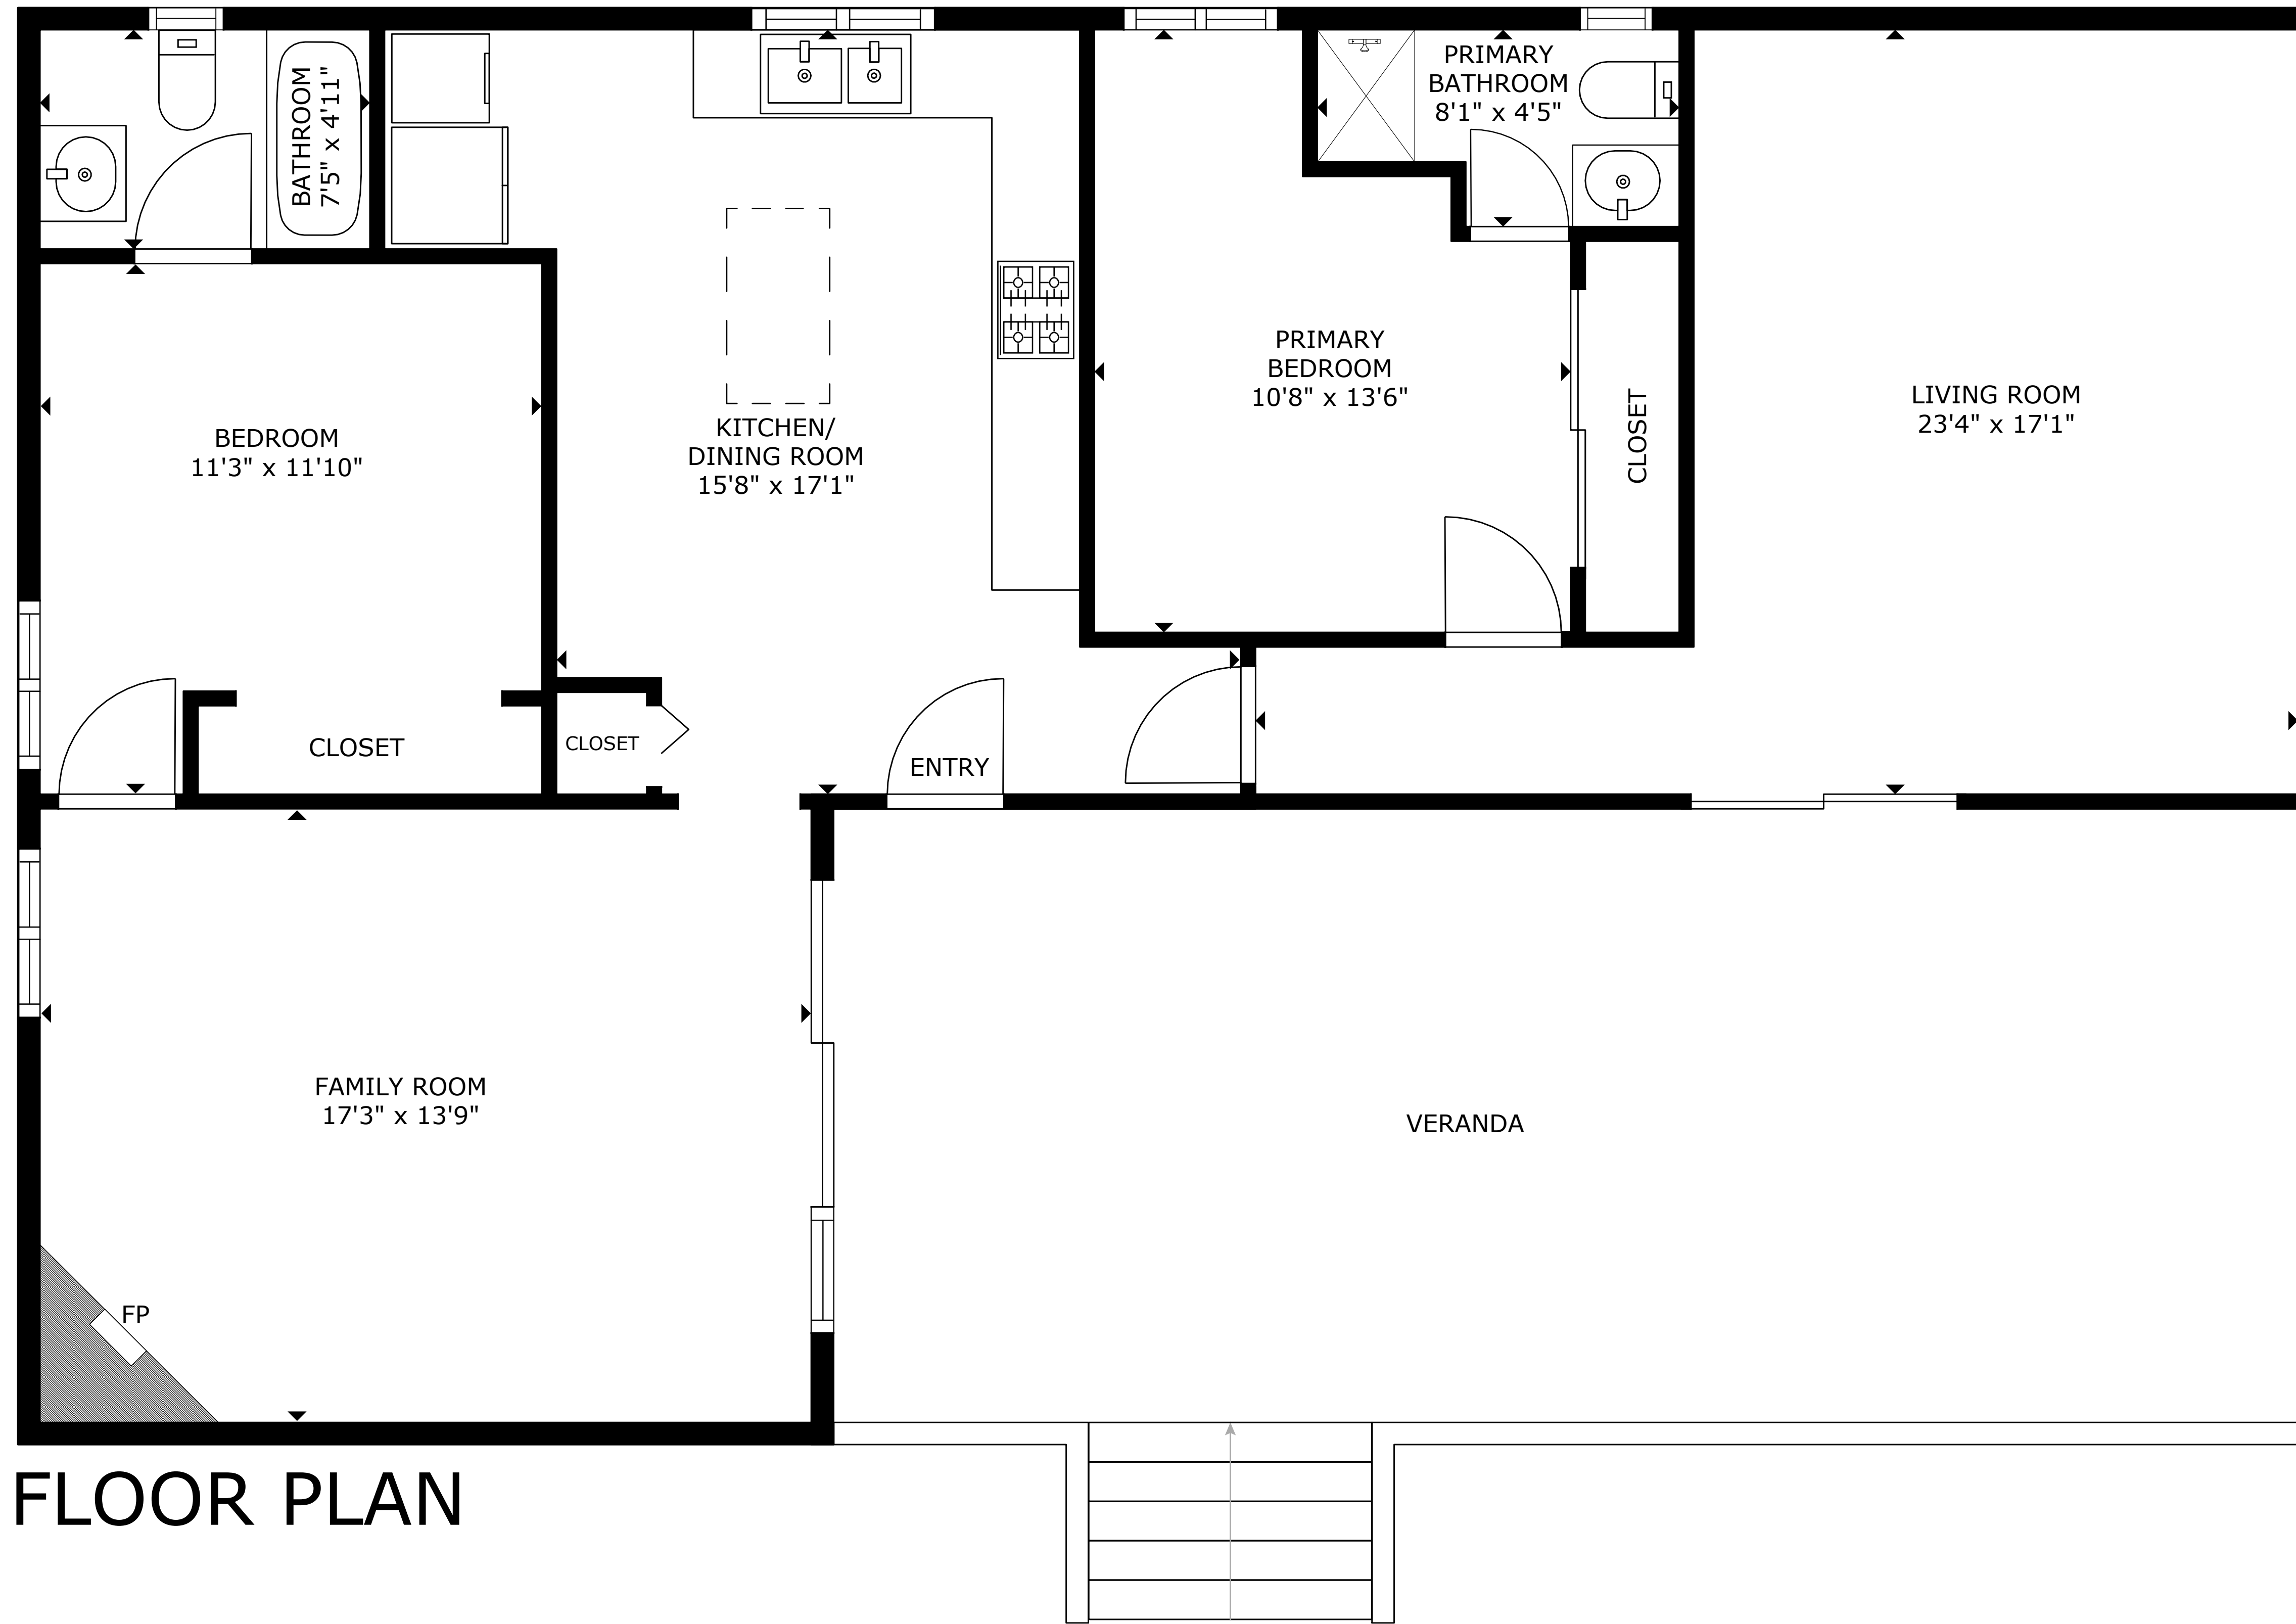 BATHROOM
7'5" x 4'11"
PRIMARY
BATHROOM
8'1" x 4'5"
PRIMARY
BEDROOM
10'8" x 13'6"
CLOSET
LIVING ROOM
23'4" x 17'1"
BEDROOM
11'3" x 11'10"
KITCHEN/
DINING ROOM
15'8" x 17'1"
CLOSET
CLOSET
ENTRY
FAMILY ROOM
17'3" x 13'9"
VERANDA
FP
FLOOR PLAN